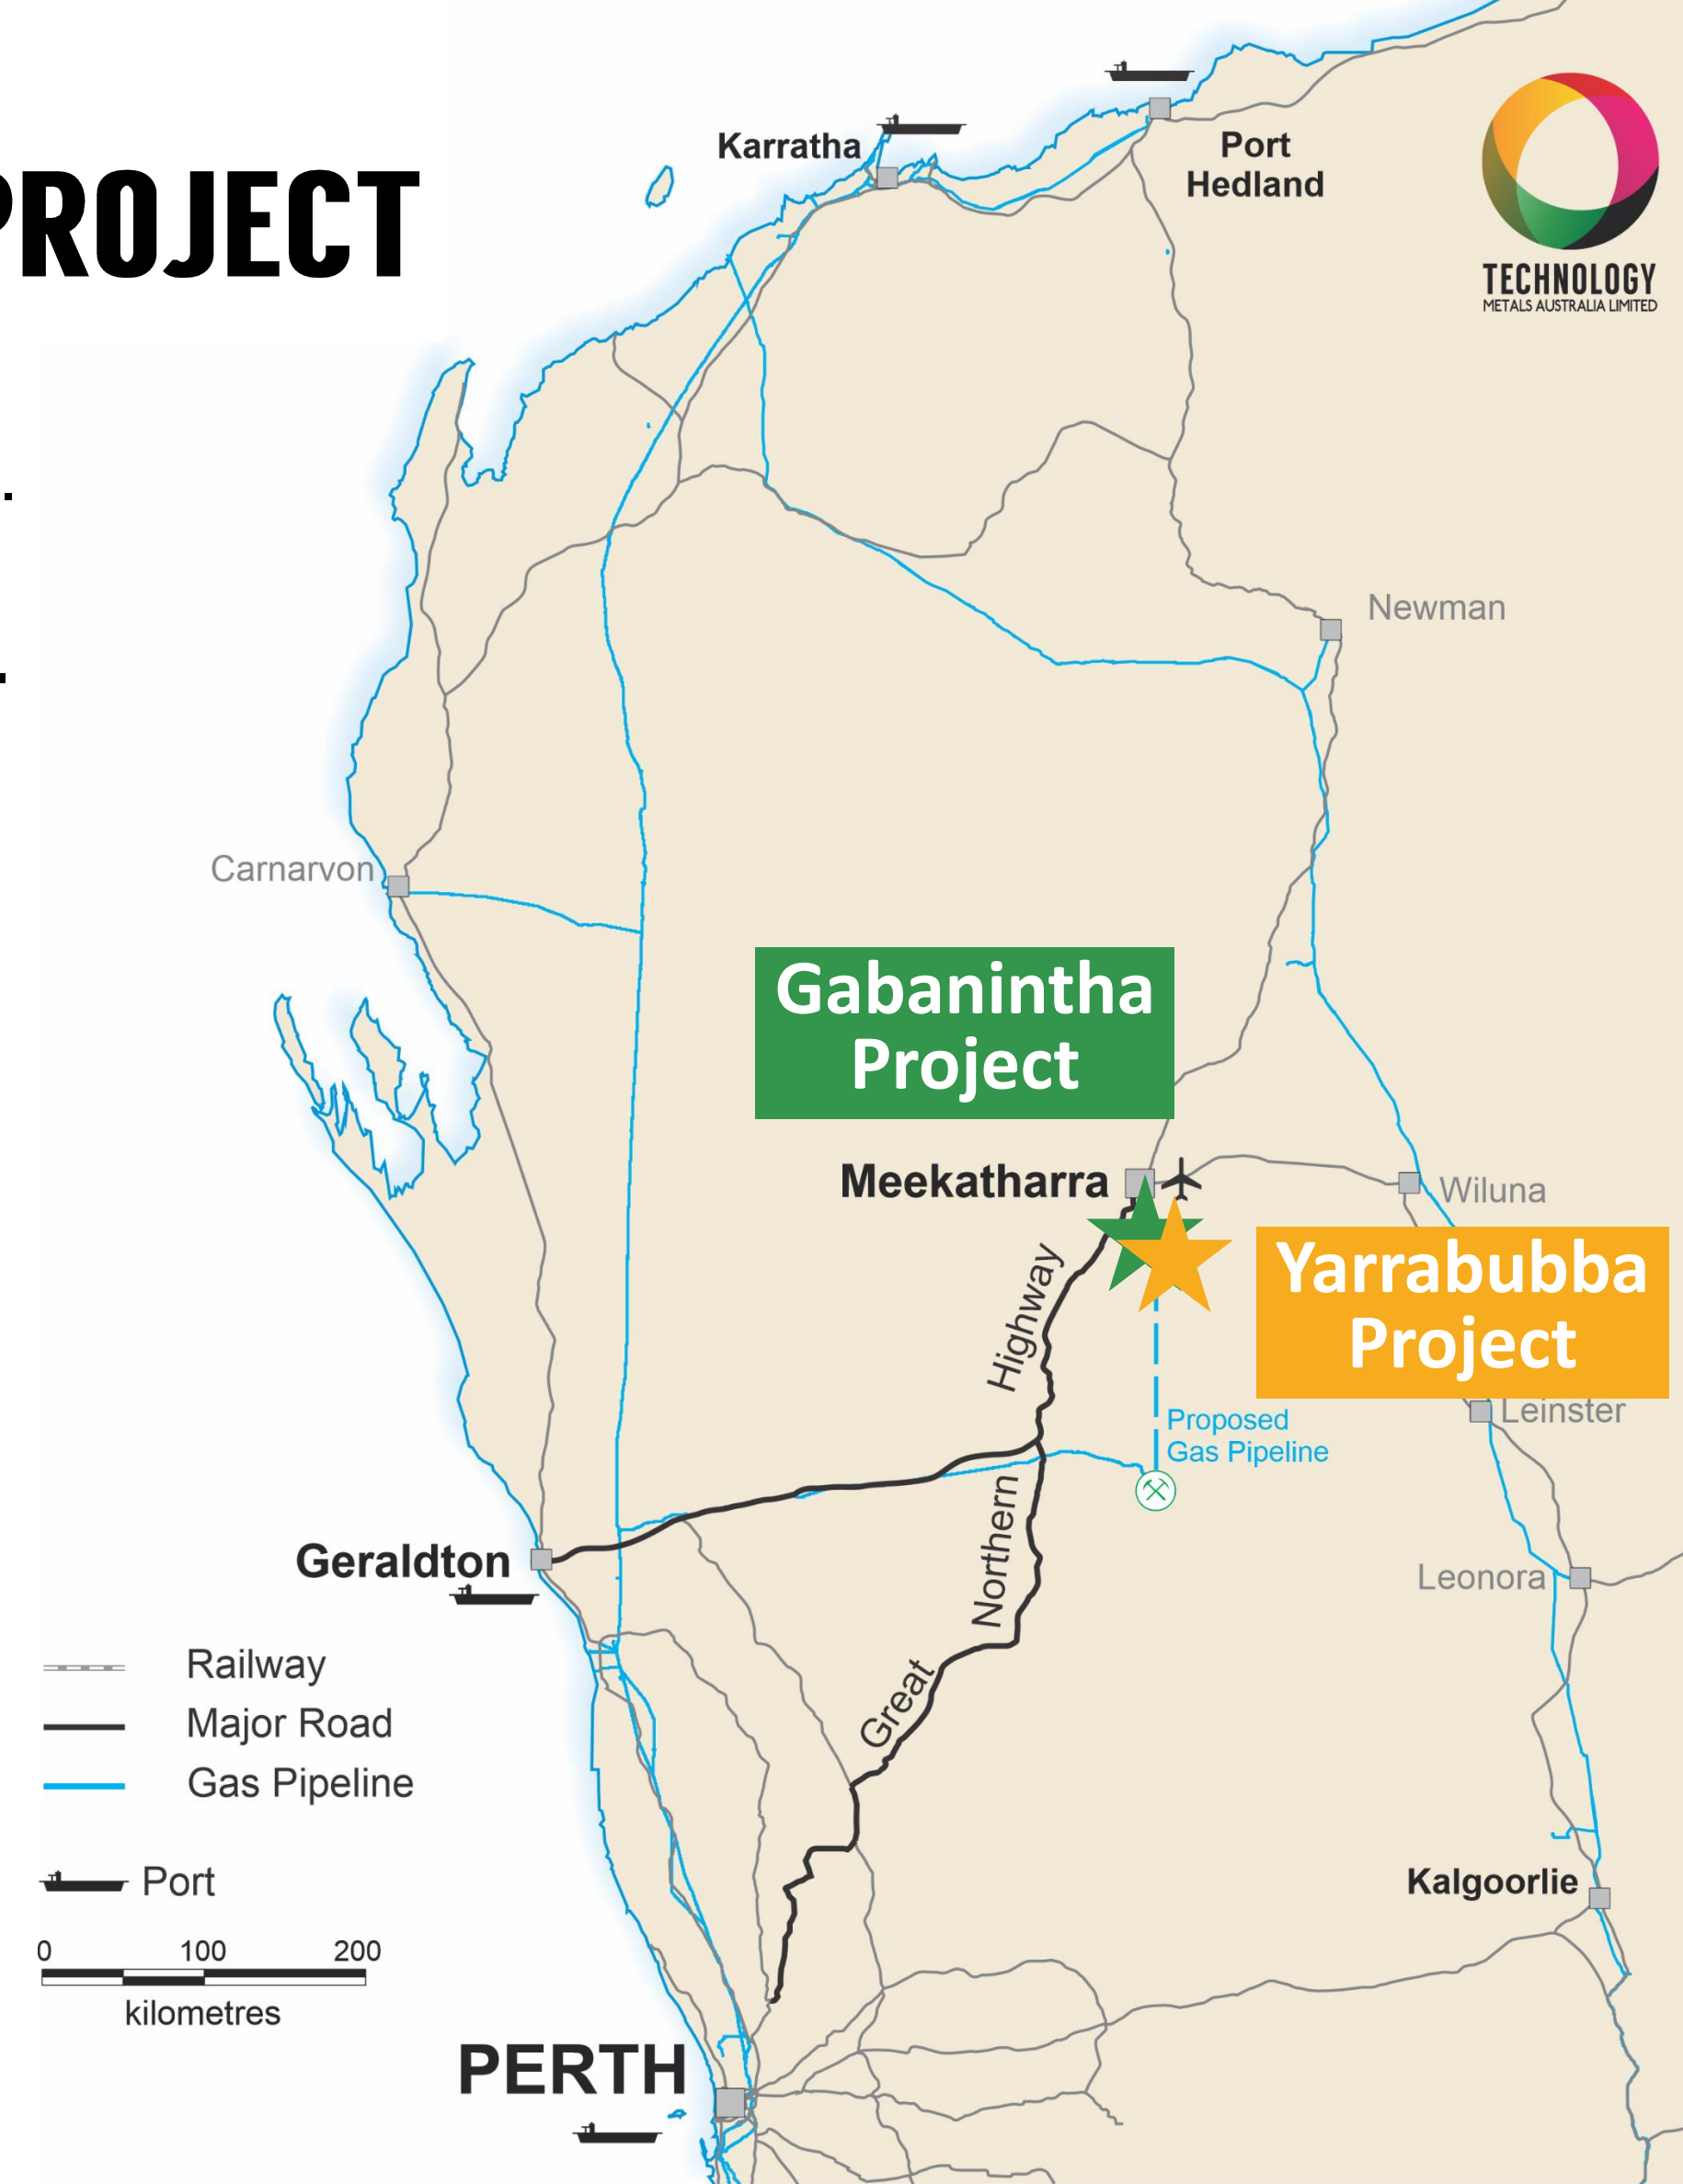 PROJECT
.
.
Karratha
Port
Hedland
TECHNOLOGY
METALS AUSTRALIA LIMITED
Newman
Carnarvon
Gabanintha
Project
Meekatharra
Wiluna
Yarrabubba
Project
Highway
Leinster
Proposed
Gas Pipeline
Northern
Geraldton
Leonora
Great
Railway
Major Road
Gas Pipeline
Port
Kalgoorlie
0 100 200
kilometres
PERTH